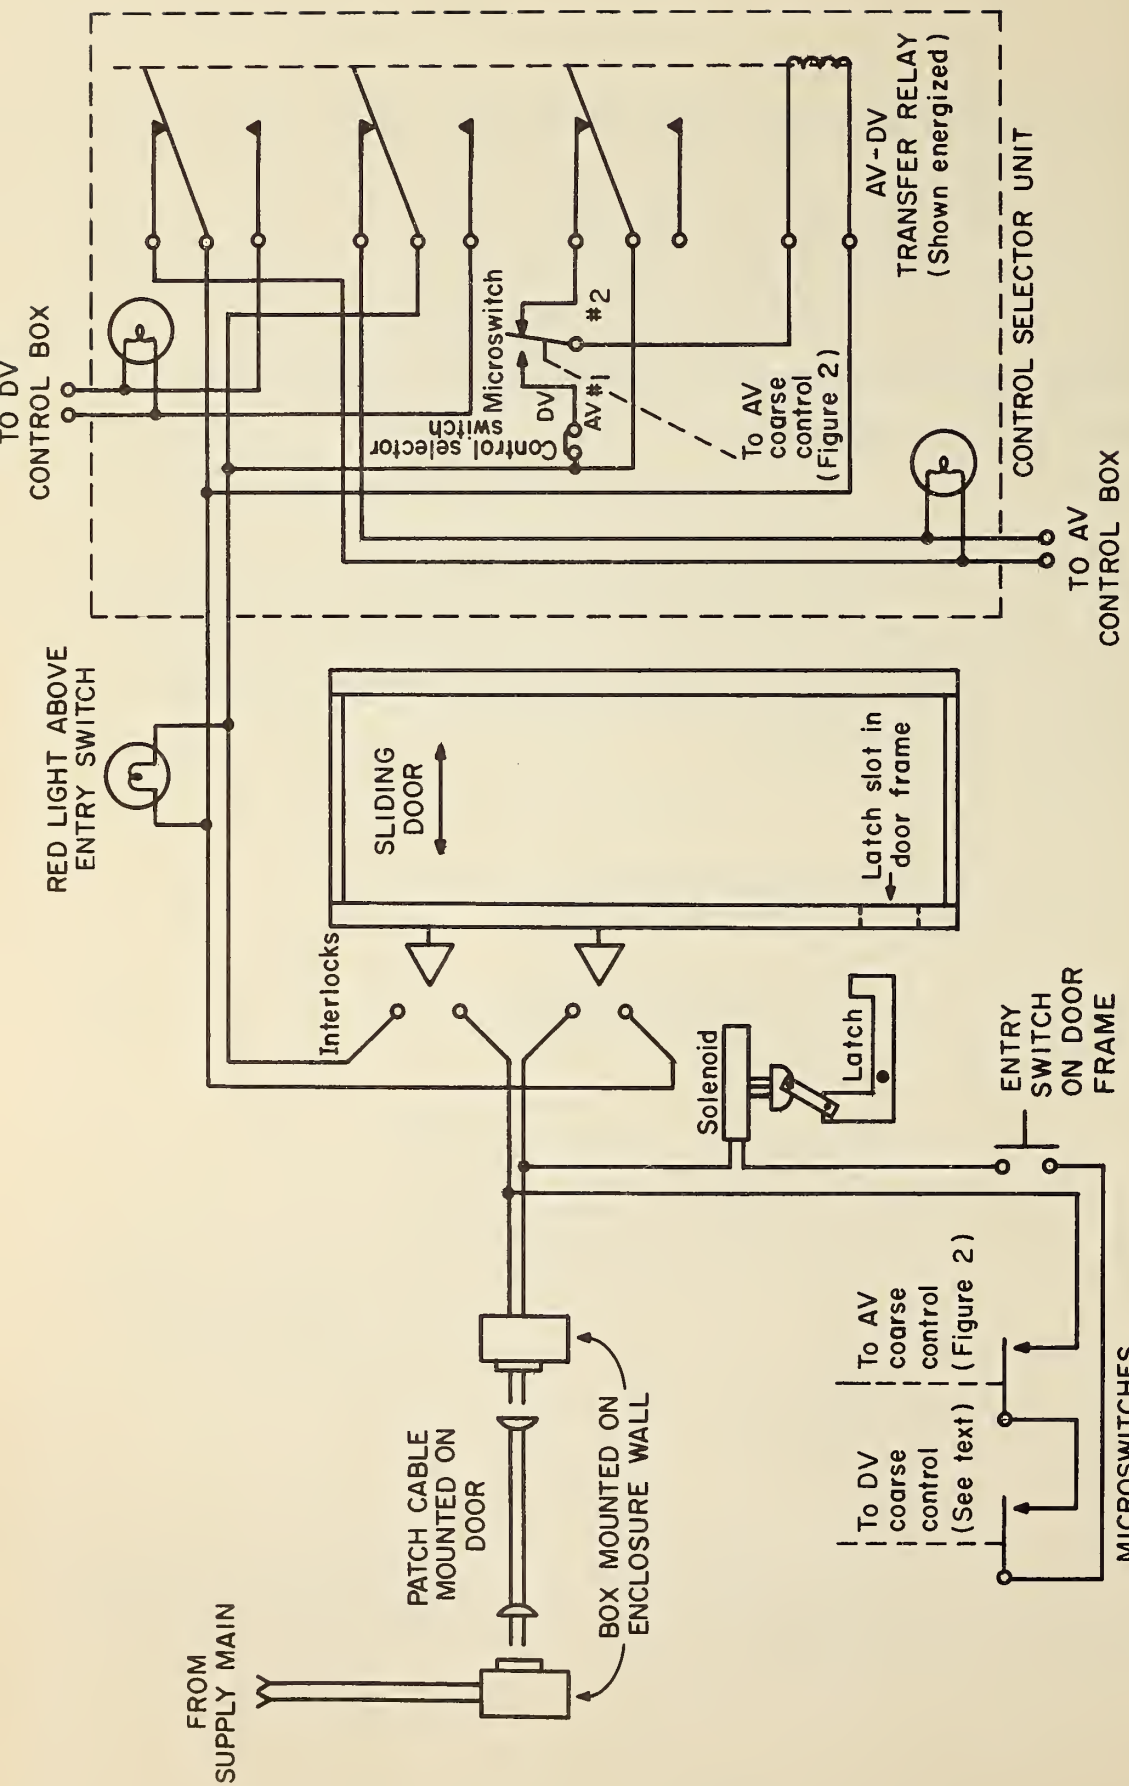 FROM
SUPPLY MAIN
PATCH CABLE
MOUNTED ON
DOOR
BOX MOUNTED ON
ENCLOSURE WALL
To DV
coarse
control
(See text)
To AV
coarse
control
(Figure 2)
MICROSWITCHES
ENTRY
SWITCH
ON DOOR
FRAME
Solenoid
Latch
Interlocks
SLIDING
DOOR
Latch slot in
door frame
RED LIGHT ABOVE
ENTRY SWITCH
TO DV
CONTROL BOX
Control selector
switch
Microswitch
DV
AV
#1
#2
To AV
coarse
control
(Figure 2)
AV-DV
TRANSFER RELAY
(Shown energized)
CONTROL SELECTOR UNIT
TO AV
CONTROL BOX